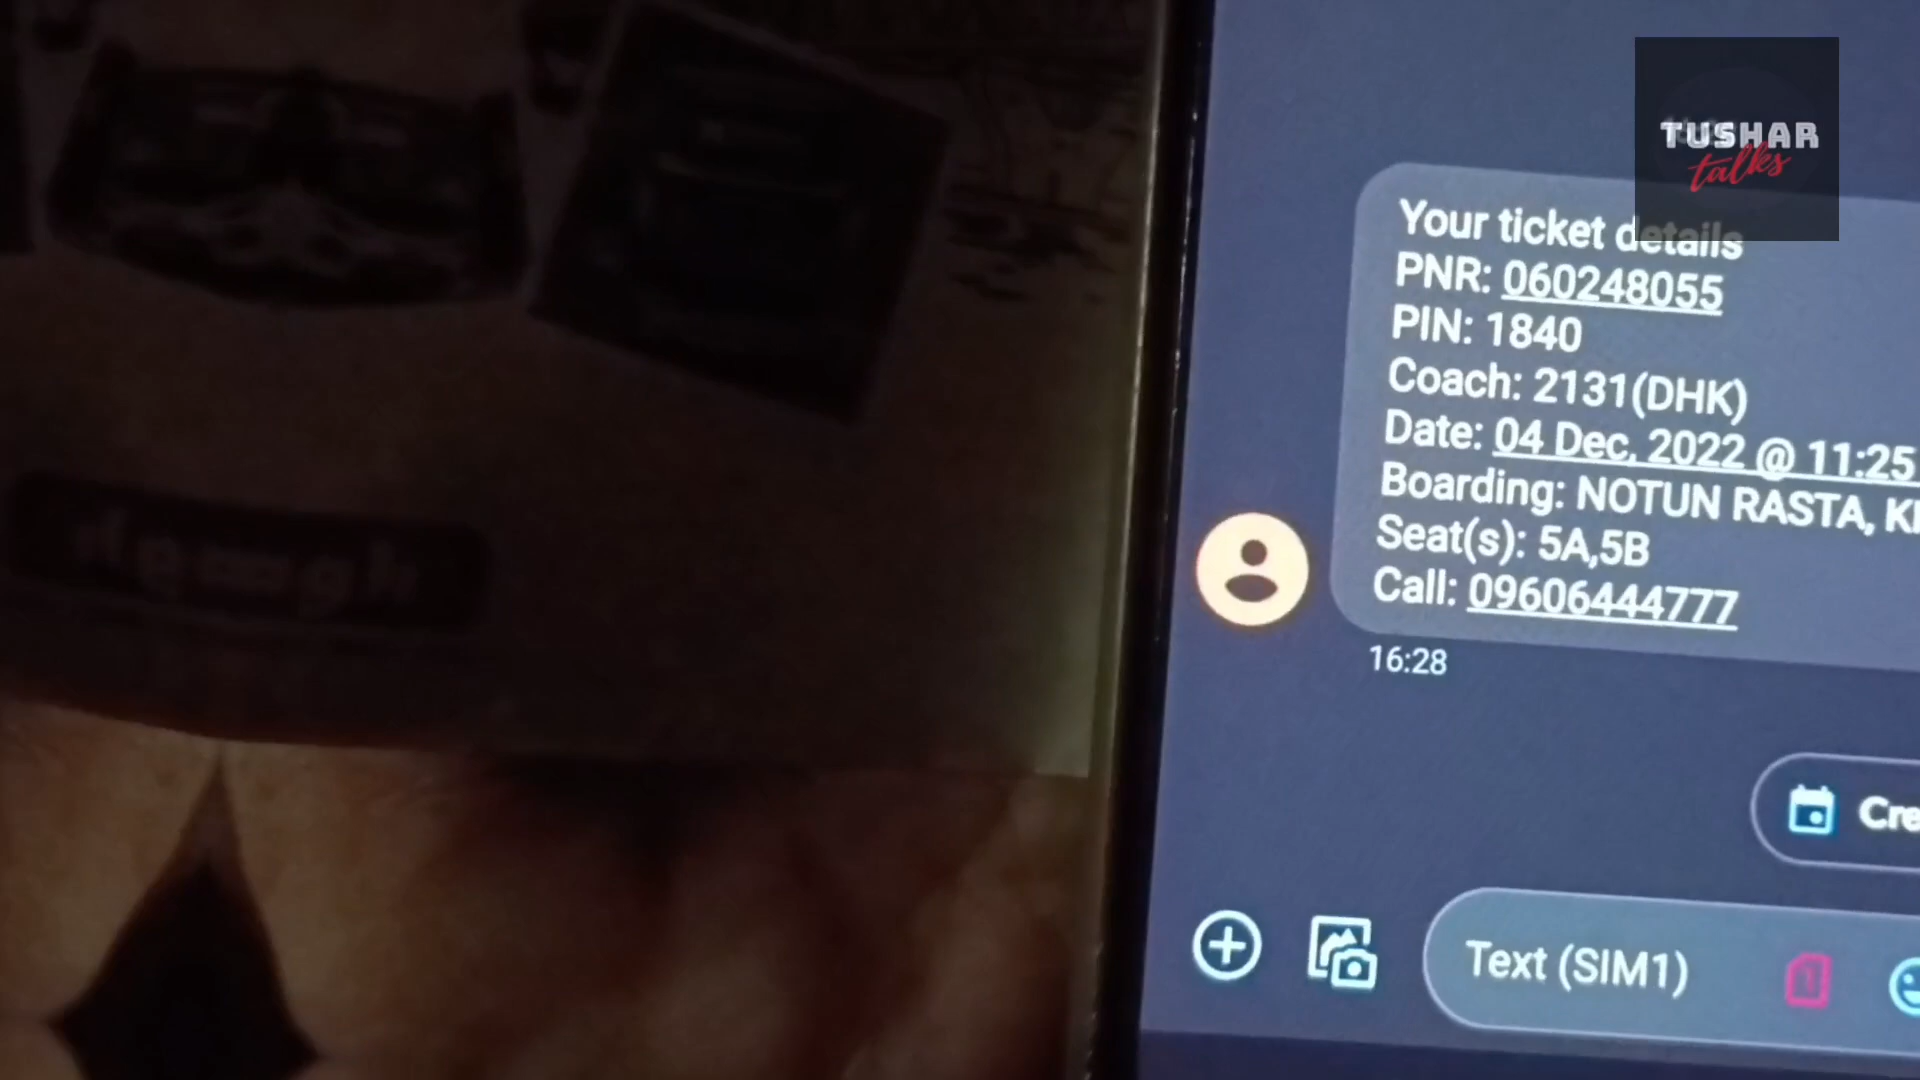 TUSHAR
talks
Your ticket details
PNR: 060248055
PIN: 1840
Coach: 2131(DHK)
Date: 04 Dec, 2022 @ 11:25
Boarding: NOTUN RASTA,
Seat(s): 5A,5B
Call: 09606444777
16:28
Text (SIM1)
1